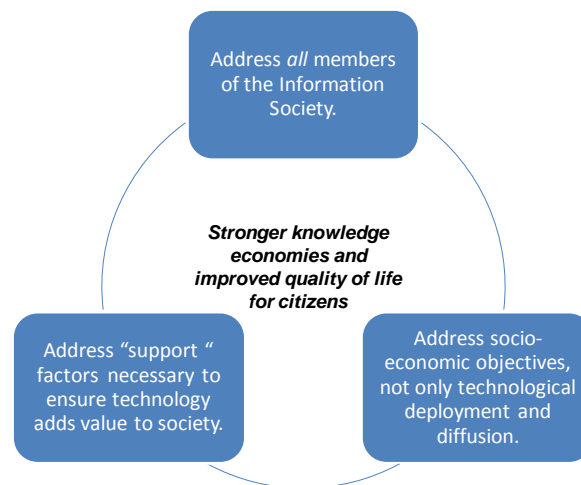 Address all members
of the Information
Society.
Stronger knowledge
economies and
improved quality of life
for citizens
Address “support “
factors necessary to
ensure technology
adds value to society.
Address socio-
economic objectives,
not only technological
deployment and
diffusion.